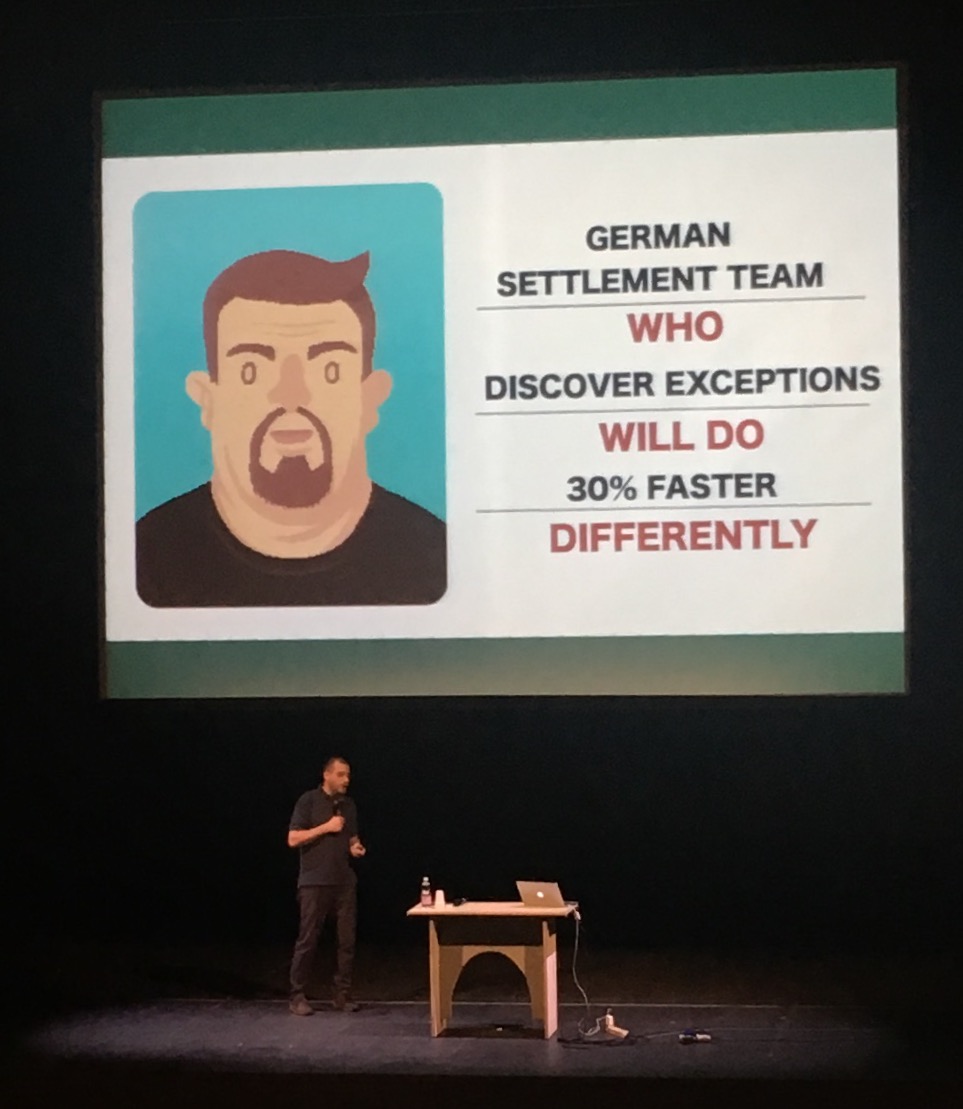 GERMAN
SETTLEMENT TEAM
WHO
DISCOVER EXCEPTIONS
WILL DO
30% FASTER
DIFFERENTLY